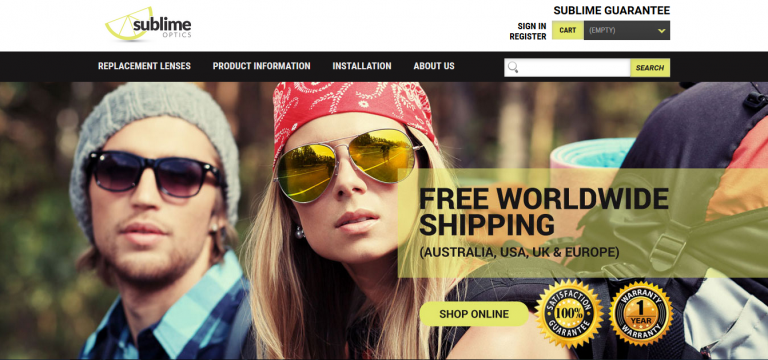 sublime
OPTICS
SUBLIME GUARANTEE
SIGN IN
REGISTER
CART
(EMPTY)
REPLACEMENT LENSES
PRODUCT INFORMATION
INSTALLATION
ABOUT US
SEARCH
FREE WORLDWIDE
SHIPPING
(AUSTRALIA, USA, UK & EUROPE)
SHOP ONLINE
SATISFACTION
100%
GUARANTEE
WARRANTY
1
YEAR
WARRANTY